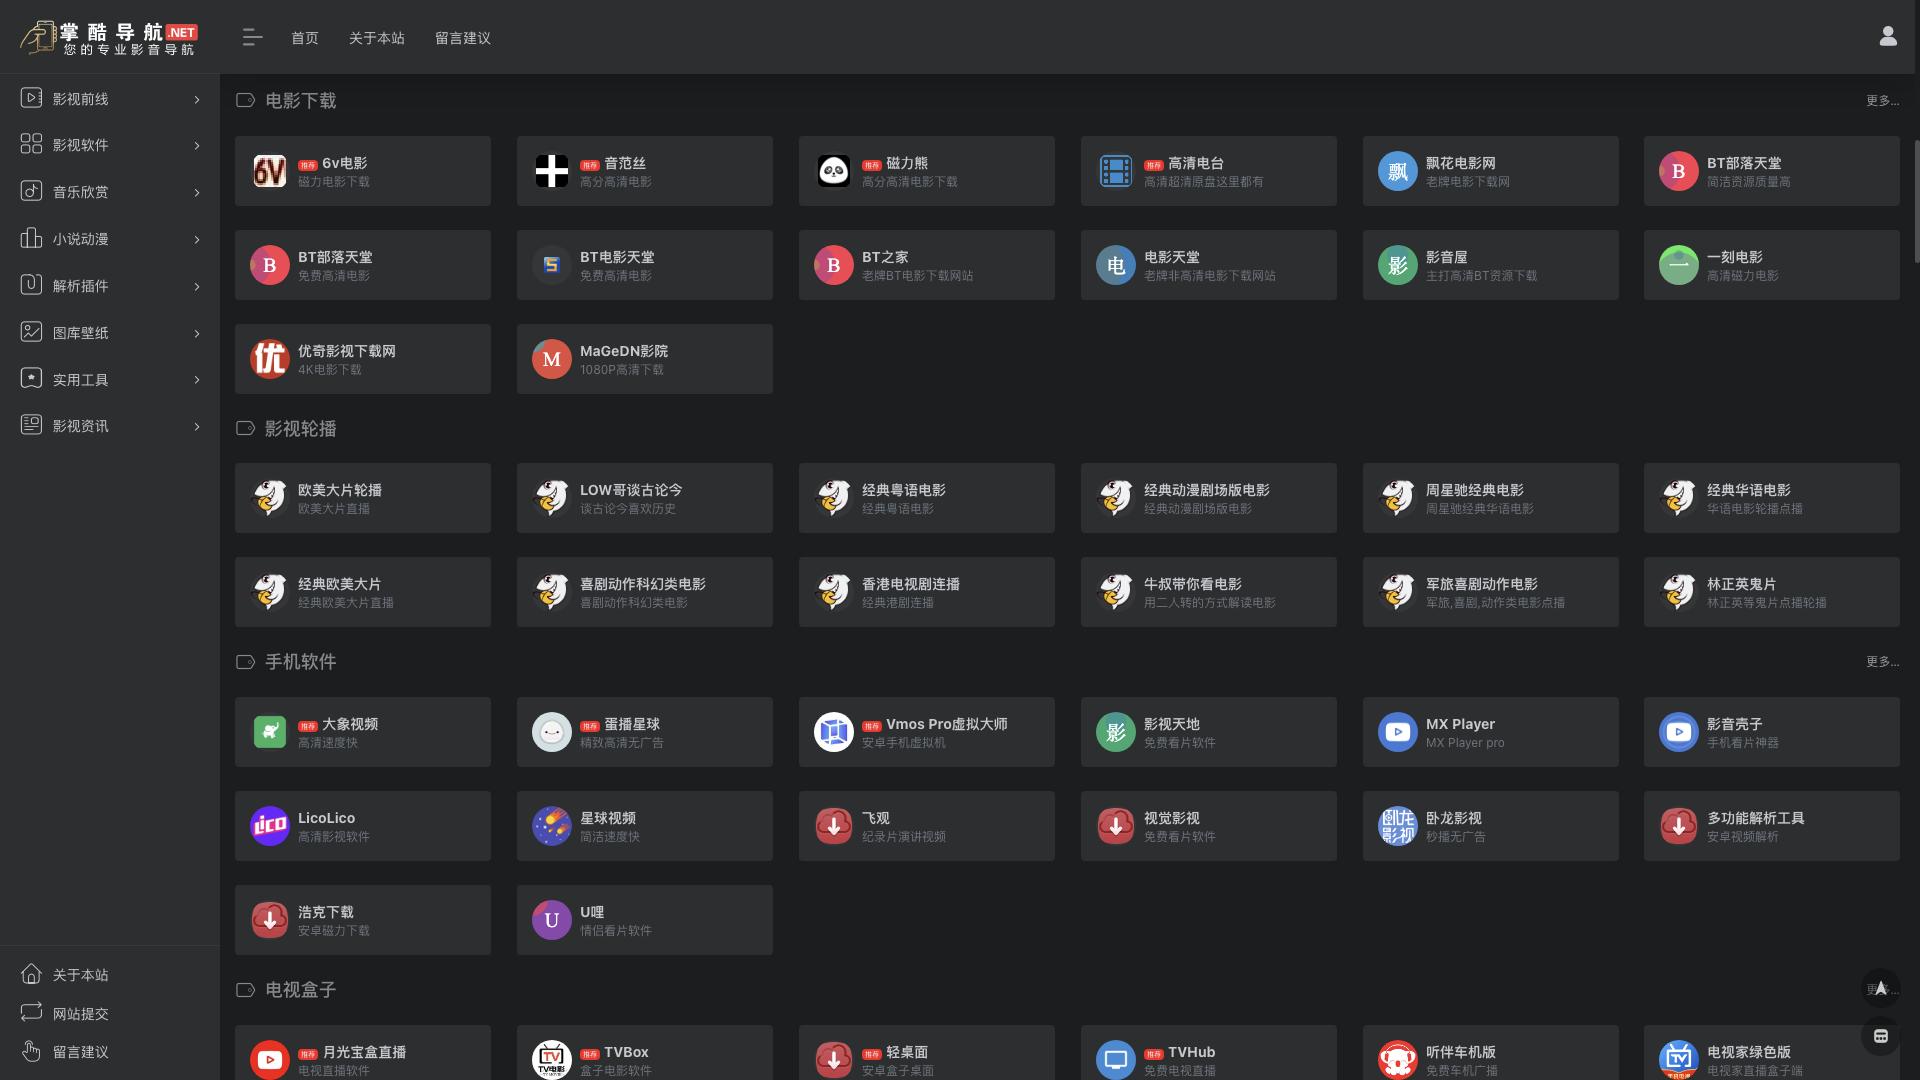 掌酷导航.NET
您的专业影音导航
首页 关于本站 留言建议
影视前线
影视软件
音乐欣赏
小说动漫
解析插件
图库壁纸
实用工具
影视资讯
关于本站
网站提交
留言建议
电影下载 更多...
6V
推荐 6v电影
磁力电影下载
推荐 音范丝
高分高清电影
推荐 磁力熊
高分高清电影下载
推荐 高清电台
高清超清原盘这里都有
飘
飘花电影网
老牌电影下载网
B
BT部落天堂
简洁资源质量高
B
BT部落天堂
免费高清电影
BT电影天堂
免费高清电影
B
BT之家
老牌BT电影下载网站
电
电影天堂
老牌非高清电影下载网站
影
影音屋
主打高清BT资源下载
一
一刻电影
高清磁力电影
优
优奇影视下载网
4K电影下载
M
MaGeDN影院
1080P高清下载
影视轮播
欧美大片轮播
欧美大片直播
LOW哥谈古论今
谈古论今喜欢历史
经典粤语电影
经典粤语电影
经典动漫剧场版电影
经典动漫剧场版电影
周星驰经典电影
周星驰经典华语电影
经典华语电影
华语电影轮播点播
经典欧美大片
经典欧美大片直播
喜剧动作科幻类电影
喜剧动作科幻类电影
香港电视剧连播
经典港剧连播
牛叔带你看电影
用二人转的方式解读电影
军旅喜剧动作电影
军旅,喜剧,动作类电影点播
林正英鬼片
林正英等鬼片点播轮播
手机软件 更多...
推荐 大象视频
高清速度快
推荐 蛋播星球
精致高清无广告
推荐 Vmos Pro虚拟大师
安卓手机虚拟机
影
影视天地
免费看片软件
MX Player
MX Player pro
影音壳子
手机看片神器
LICO
LicoLico
高清影视软件
星球视频
简洁速度快
飞观
纪录片演讲视频
视觉影视
免费看片软件
卧龙影视
卧龙影视
秒播无广告
多功能解析工具
安卓视频解析
浩克下载
安卓磁力下载
U
U哩
情侣看片软件
电视盒子 更多...
推荐 月光宝盒直播
电视直播软件
TV
TV电影
推荐 TVBox
盒子电影软件
推荐 轻桌面
安卓盒子桌面
推荐 TVHub
免费电视直播
听伴车机版
免费车机广播
TV
电视家绿色版
电视家直播盒子端